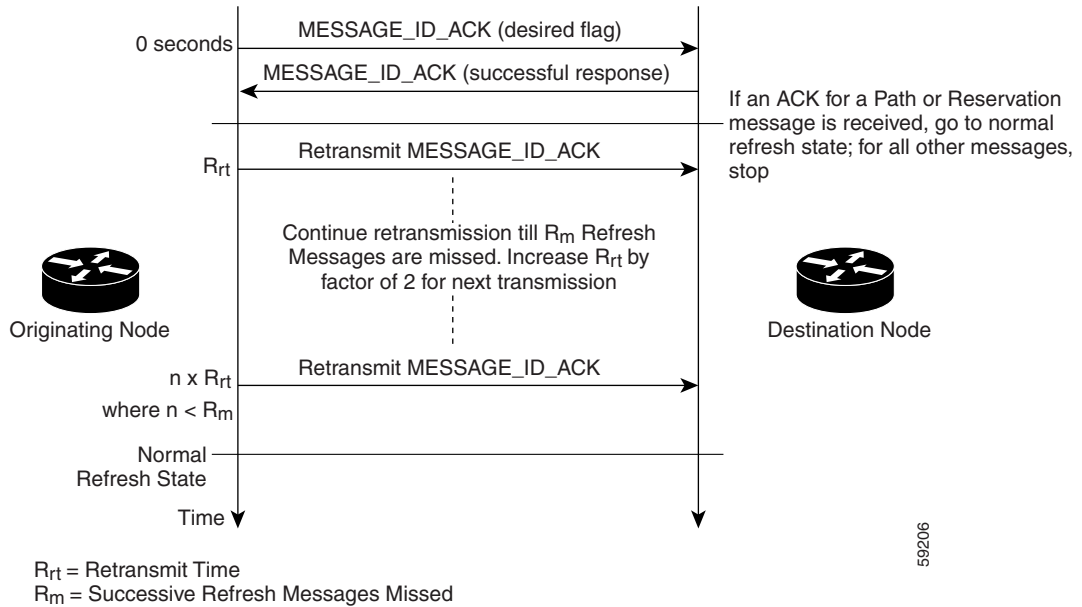 0 seconds
MESSAGE_ID_ACK (desired flag)
MESSAGE_ID_ACK (successful response)
If an ACK for a Path or Reservation
message is received, go to normal
refresh state; for all other messages,
stop
Rrt
Retransmit MESSAGE_ID_ACK
Continue retransmission till Rm Refresh
Messages are missed. Increase Rrt by
factor of 2 for next transmission
Originating Node
Destination Node
n x Rrt
where n < Rm
Retransmit MESSAGE_ID_ACK
Normal
Refresh State
Time
59206
Rrt = Retransmit Time
Rm = Successive Refresh Messages Missed